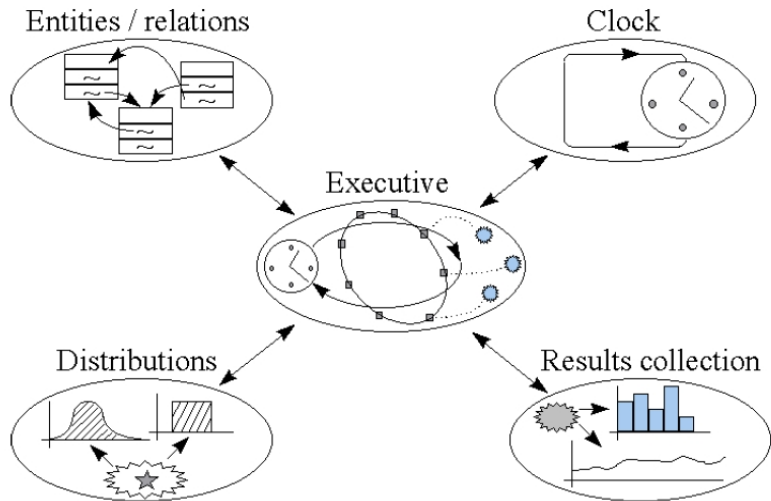 Entities / relations
Clock
Executive
Distributions
Results collection